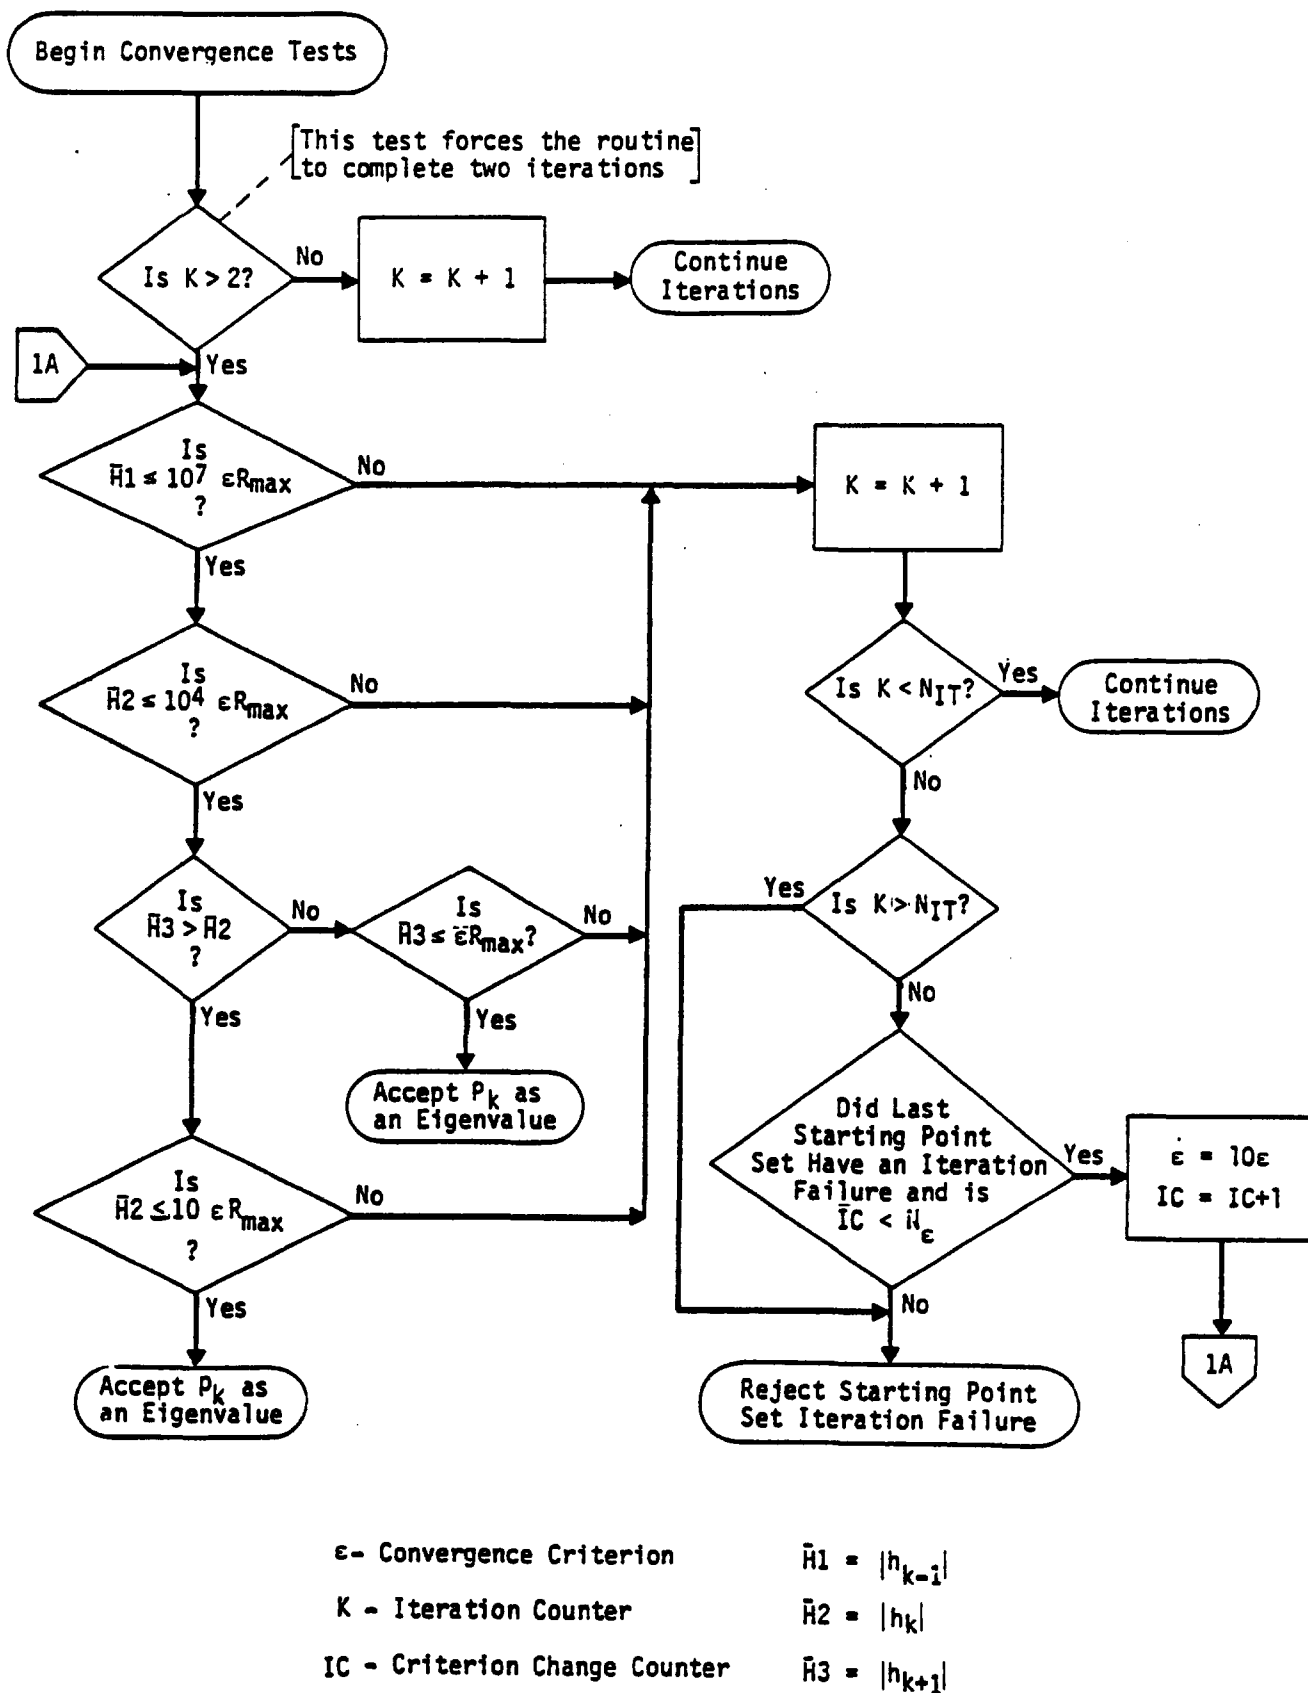 Begin Convergence Tests
[This test forces the routine
to complete two iterations]
Is K > 2?
No
K = K + 1
Continue
Iterations
1A
Yes
Is
H̄1 ≤ 10⁷ εRmax
?
No
K = K + 1
Yes
Is
H̄2 ≤ 10⁴ εRmax
?
No
Is K < NIT?
Yes
Continue
Iterations
Yes
No
Is
H̄3 > H̄2
?
No
Is
H̄3 ≤ εRmax?
No
Yes
Is K > NIT?
Yes
Yes
No
Accept Pk as
an Eigenvalue
Did Last
Starting Point
Set Have an Iteration
Failure and is
IC < Nε
Yes
ε = 10ε
IC = IC+1
Is
H̄2 ≤ 10 εRmax
?
No
Yes
No
1A
Accept Pk as
an Eigenvalue
Reject Starting Point
Set Iteration Failure
ε- Convergence Criterion
H̄1 = |hk-1|
K - Iteration Counter
H̄2 = |hk|
IC - Criterion Change Counter
H̄3 = |hk+1|